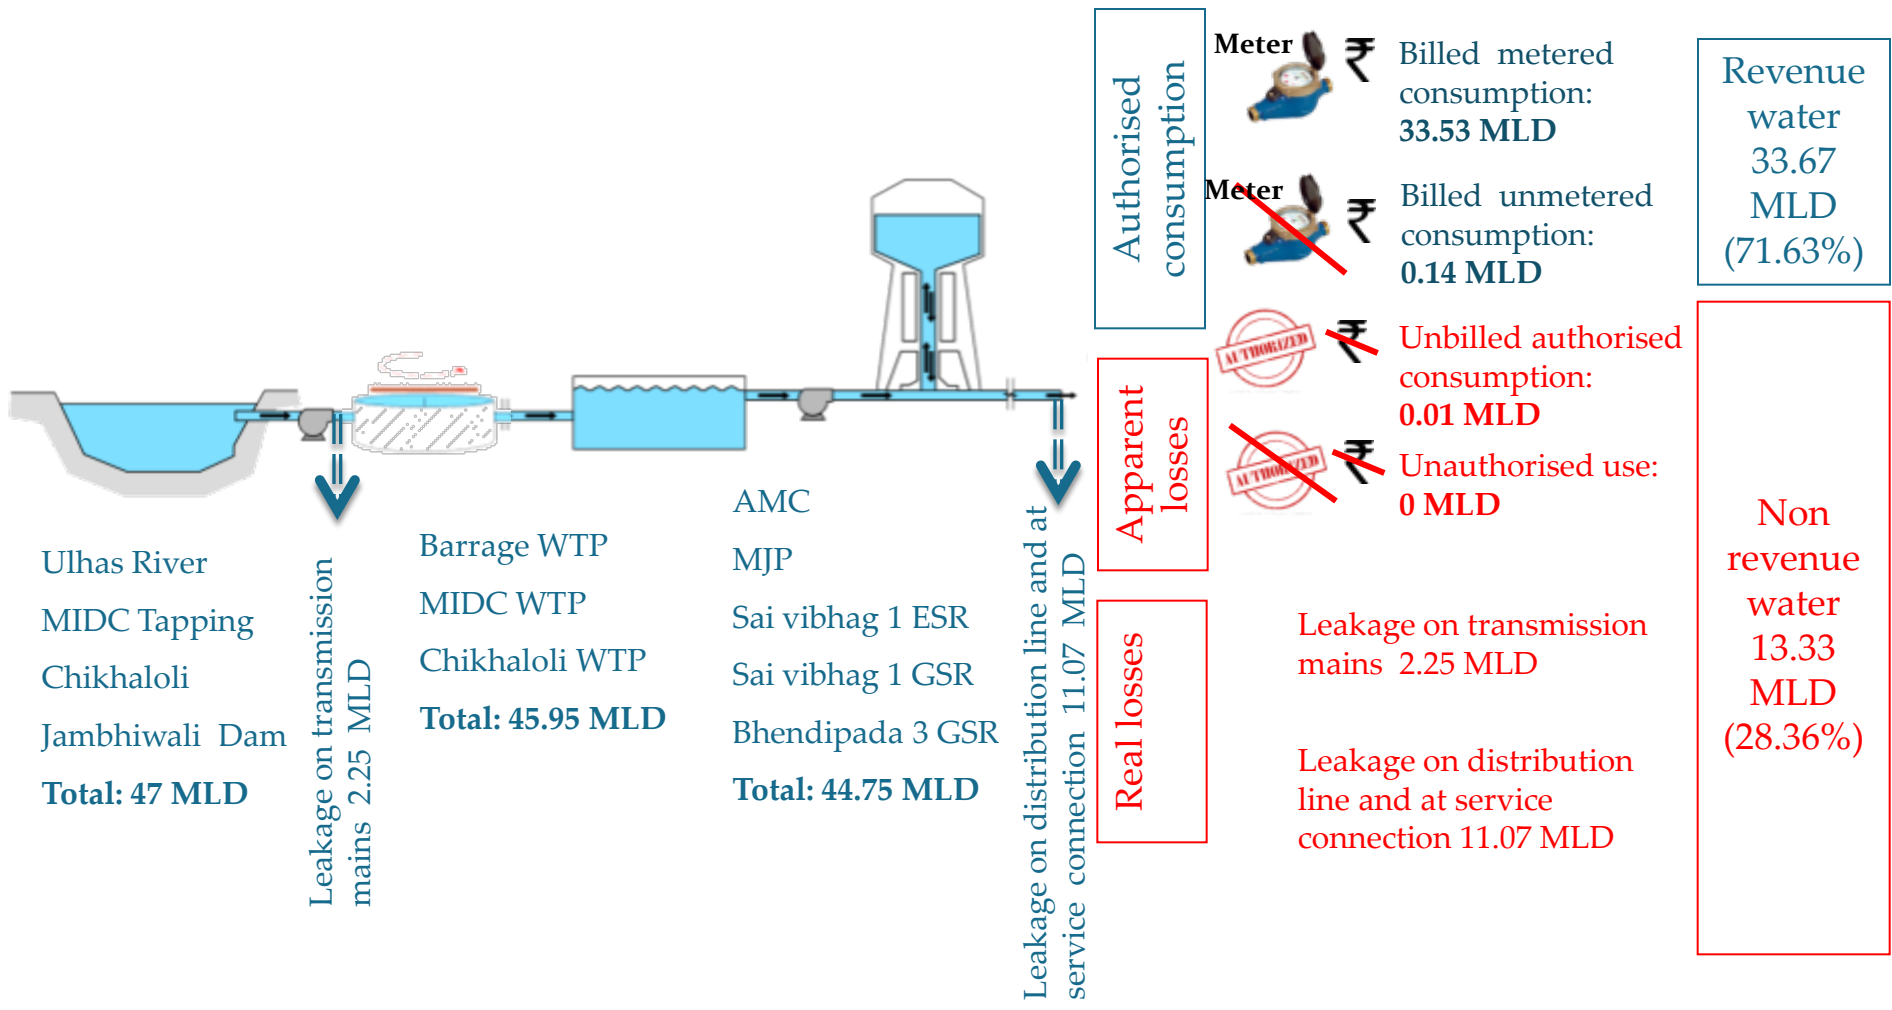 Ulhas River
MIDC Tapping
Chikhaloli
Jambhiwali Dam
Total: 47 MLD
Leakage on transmission
mains 2.25 MLD
Barrage WTP
MIDC WTP
Chikhaloli WTP
Total: 45.95 MLD
AMC
MJP
Sai vibhag 1 ESR
Sai vibhag 1 GSR
Bhendipada 3 GSR
Total: 44.75 MLD
Leakage on distribution line and at
service connection 11.07 MLD
Authorised
consumption
Meter
₹
Billed metered
consumption:
33.53 MLD
Meter
₹
Billed unmetered
consumption:
0.14 MLD
Apparent
losses
AUTHORIZED
₹
Unbilled authorised
consumption:
0.01 MLD
AUTHORIZED
₹
Unauthorised use:
0 MLD
Real losses
Leakage on transmission
mains 2.25 MLD
Leakage on distribution
line and at service
connection 11.07 MLD
Revenue
water
33.67
MLD
(71.63%)
Non
revenue
water
13.33
MLD
(28.36%)